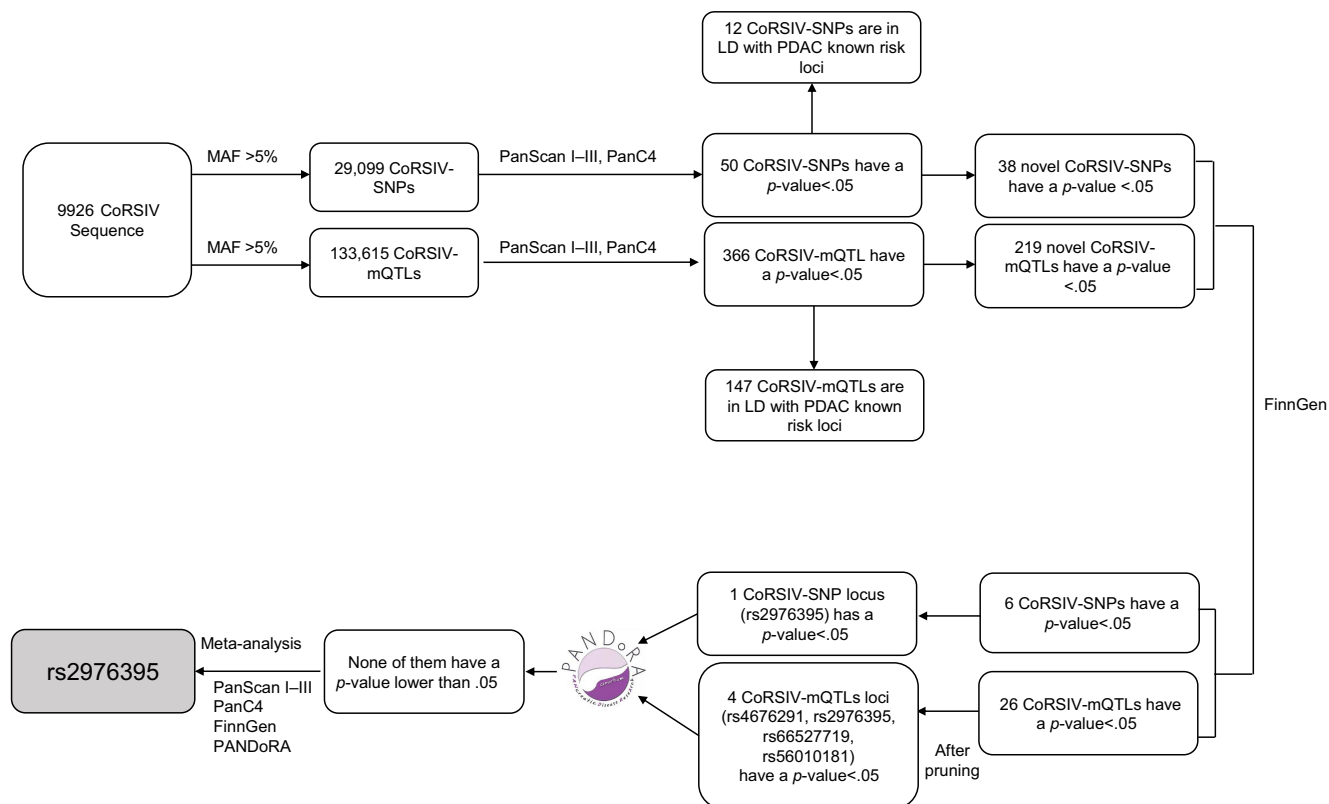 12 CoRSIV-SNPs are in
LD with PDAC known risk
loci
9926 CoRSIV
Sequence
MAF >5%
29,099 CoRSIV-
SNPs
PanScan I–III, PanC4
50 CoRSIV-SNPs have a
p-value<.05
38 novel CoRSIV-SNPs
have a p-value <.05
MAF >5%
133,615 CoRSIV-
mQTLs
PanScan I–III, PanC4
366 CoRSIV-mQTL have
a p-value<.05
219 novel CoRSIV-
mQTLs have a p-value
<.05
147 CoRSIV-mQTLs are
in LD with PDAC known
risk loci
FinnGen
6 CoRSIV-SNPs have a
p-value<.05
26 CoRSIV-mQTLs have
a p-value<.05
After
pruning
1 CoRSIV-SNP locus
(rs2976395) has a
p-value<.05
4 CoRSIV-mQTLs loci
(rs4676291, rs2976395,
rs66527719,
rs56010181)
have a p-value<.05
PANDoRA
None of them have a
p-value lower than .05
Meta-analysis
PanScan I–III
PanC4
FinnGen
PANDoRA
rs2976395